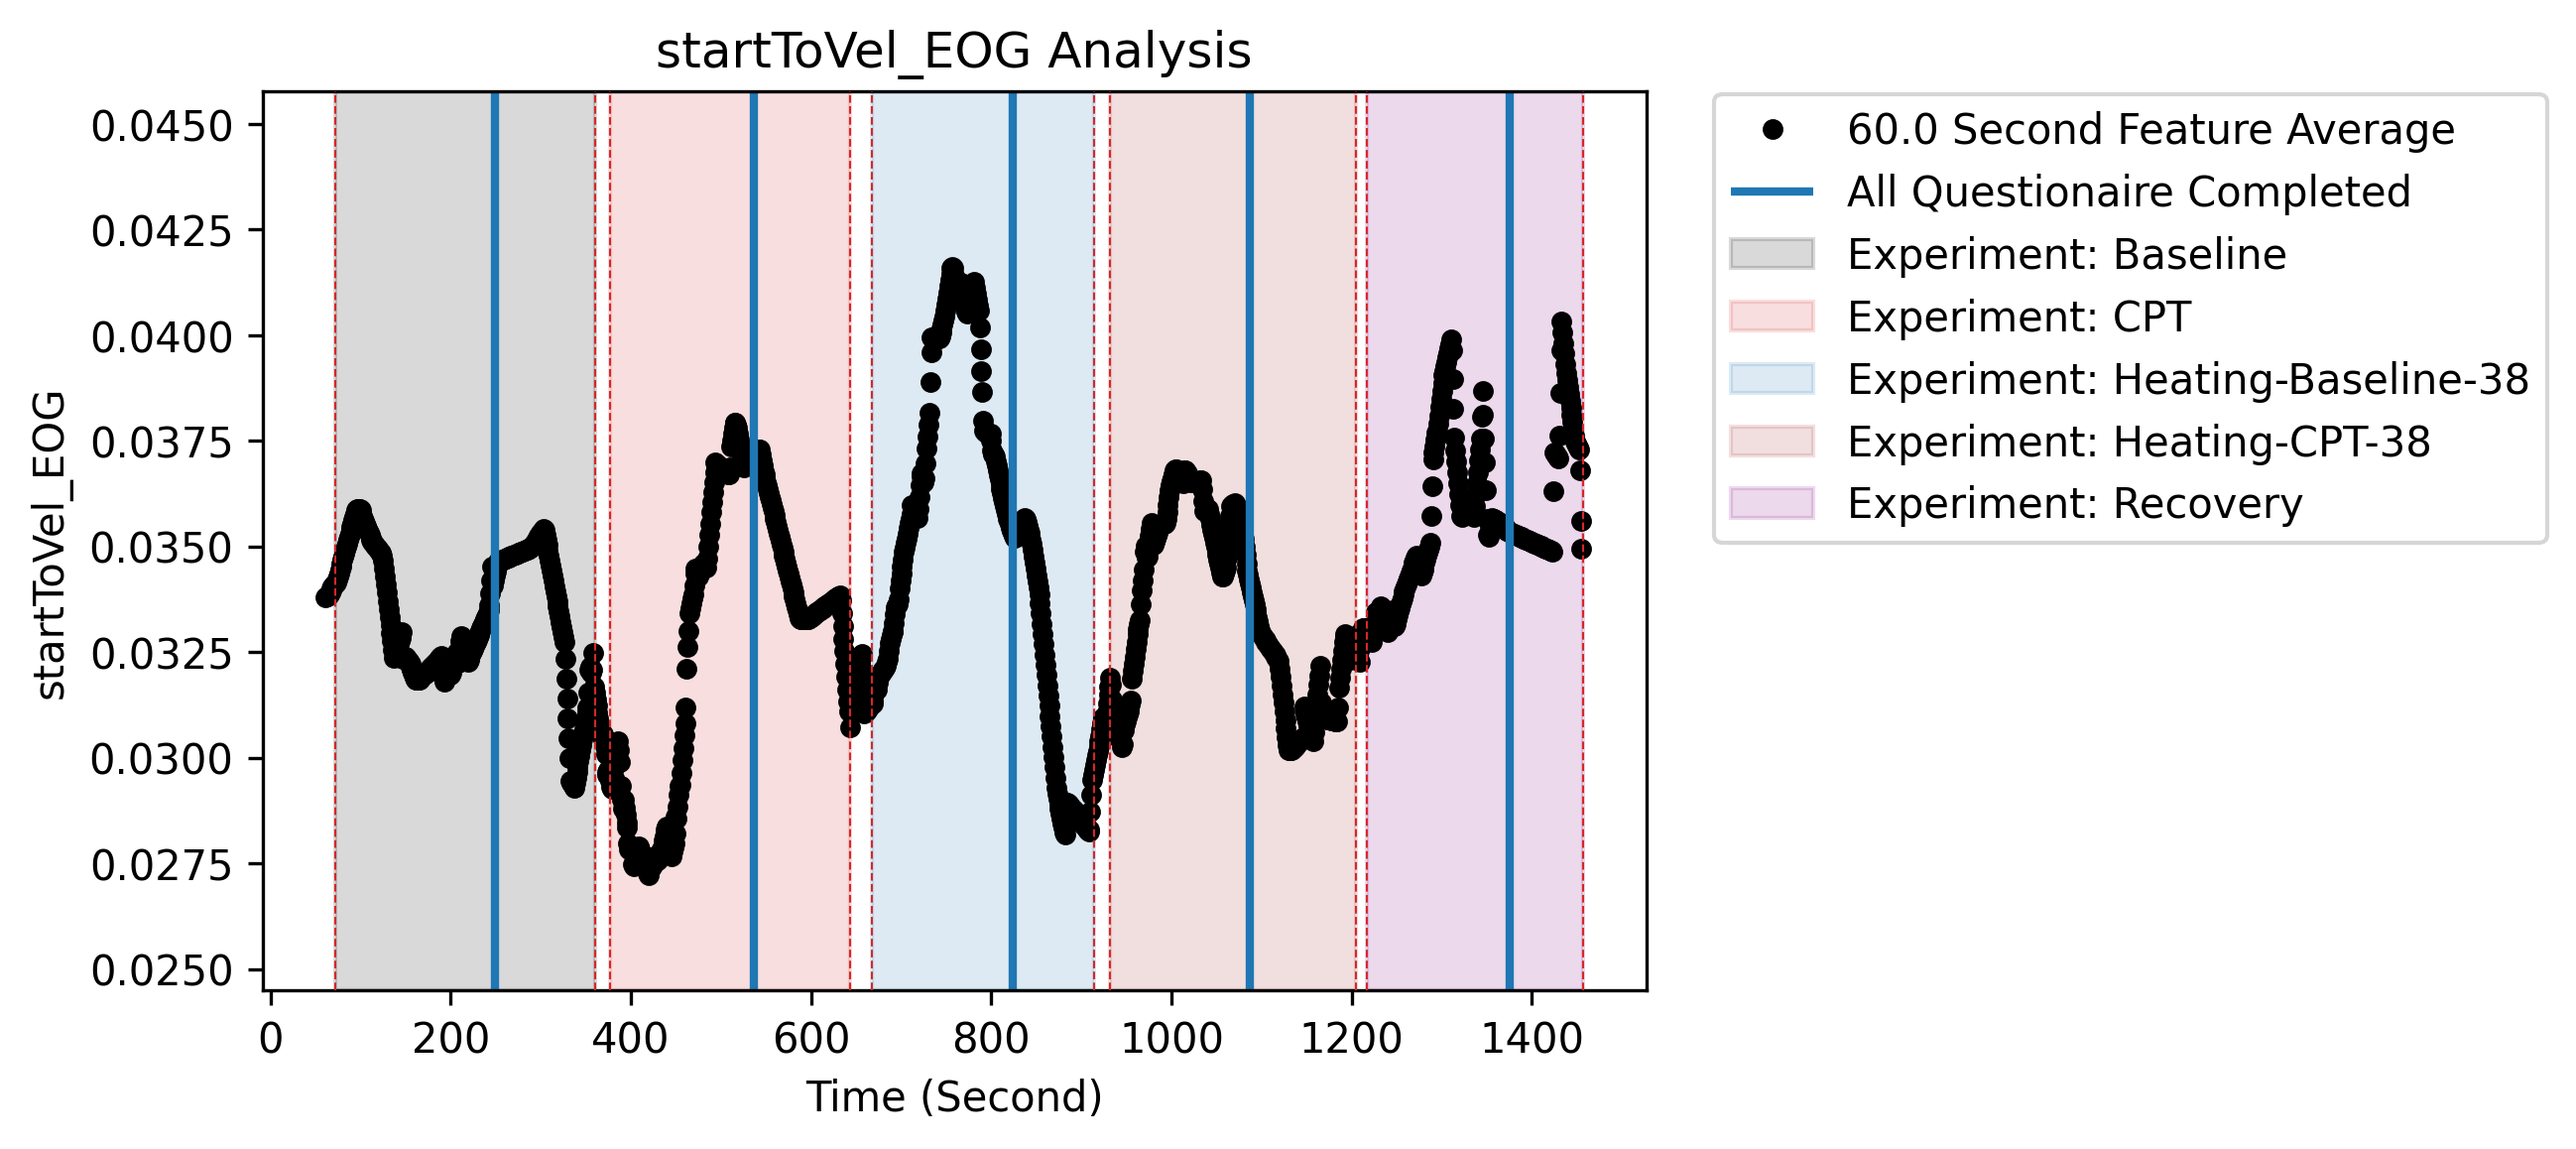 startToVel_EOG Analysis
startToVel_EOG
0.0450
0.0425
0.0400
0.0375
0.0350
0.0325
0.0300
0.0275
0.0250
0 200 400 600 800 1000 1200 1400
Time (Second)
60.0 Second Feature Average
All Questionaire Completed
Experiment: Baseline
Experiment: CPT
Experiment: Heating-Baseline-38
Experiment: Heating-CPT-38
Experiment: Recovery